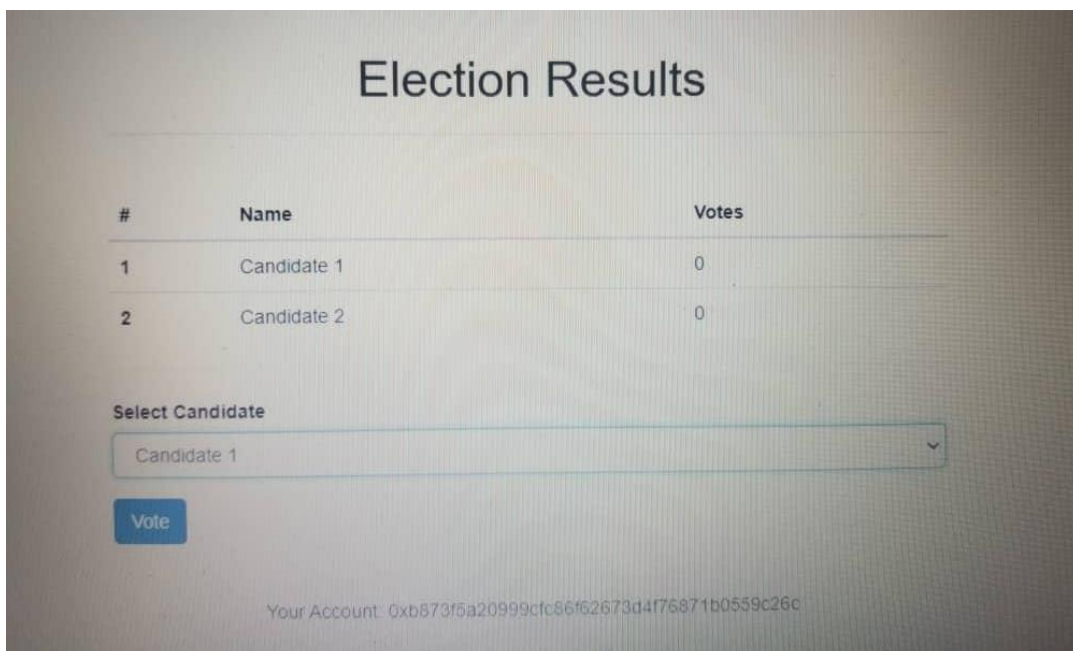 Election Results
# Name Votes
1 Candidate 1 0
2 Candidate 2 0
Select Candidate
Candidate 1
Vote
Your Account: 0xb873f5a20999cfc86f62673d4f76871b0559c26c